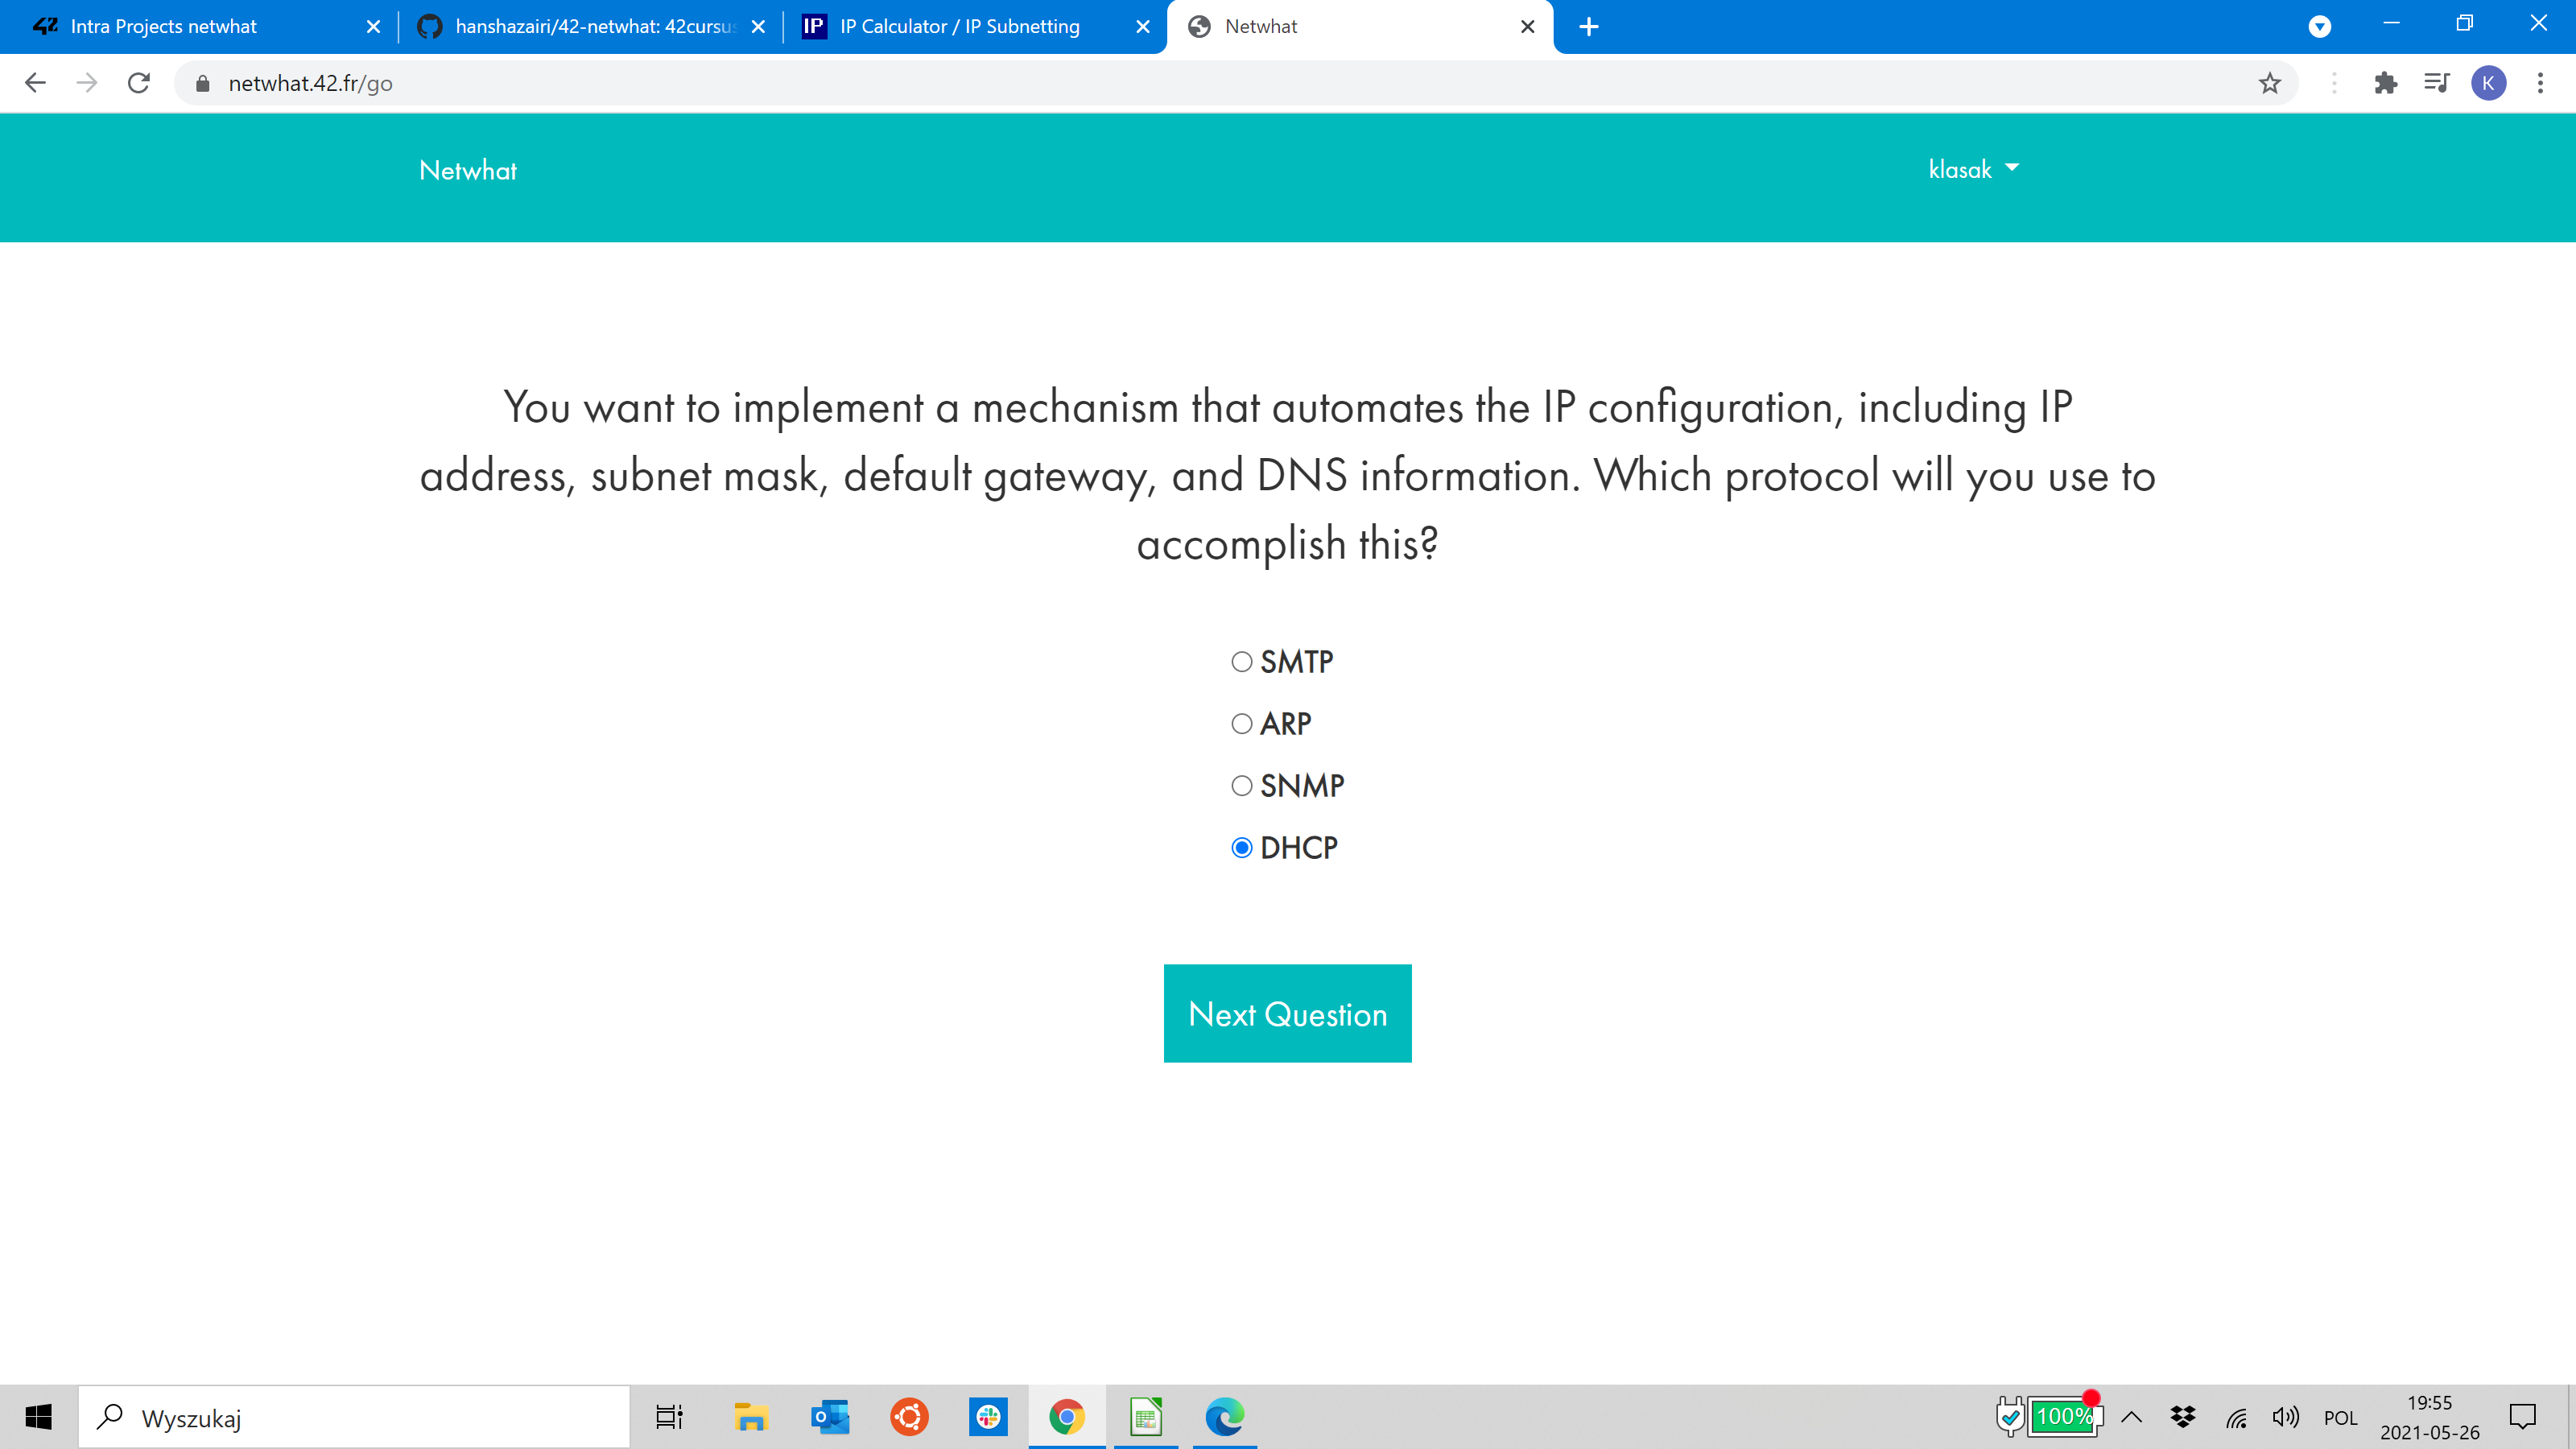 Intra Projects netwhat
hanshazairi/42-netwhat: 42cursus
IP IP Calculator / IP Subnetting
Netwhat
netwhat.42.fr/go
K
Netwhat
klasak
You want to implement a mechanism that automates the IP configuration, including IP
address, subnet mask, default gateway, and DNS information. Which protocol will you use to
accomplish this?
SMTP
ARP
SNMP
DHCP
Next Question
Wyszukaj
100%
POL
19:55
2021-05-26